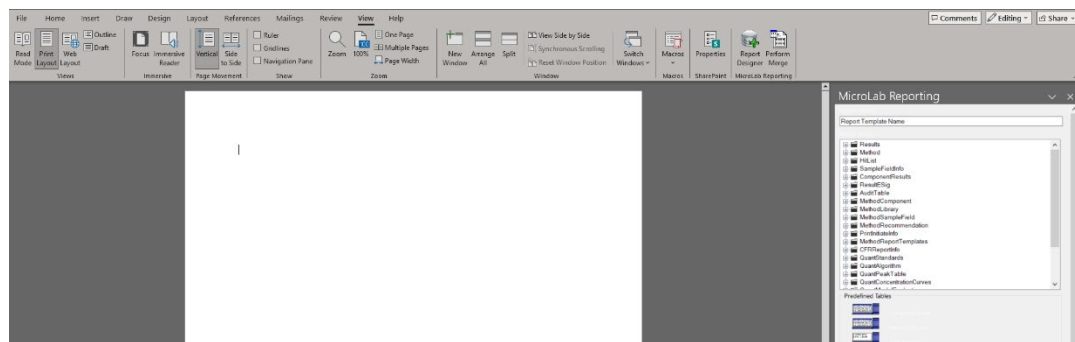 File Home Insert Draw Design Layout References Mailings Review View Help
Comments Editing Share
Read Mode
Print Layout
Web Layout
Outline
Draft
Views
Focus
Immersive Reader
Immersive
Vertical
Side to Side
Page Movement
Ruler
Gridlines
Navigation Pane
Show
Zoom
100%
One Page
Multiple Pages
Page Width
Zoom
New Window
Arrange All
Split
View Side by Side
Synchronous Scrolling
Reset Window Position
Switch Windows
Window
Macros
Macros
Properties
SharePoint
Report Designer
Perform Merge
MicroLab Reporting
MicroLab Reporting
Report Template Name
Results
Method
HitList
SampleFieldInfo
ComponentResults
ResultESig
AuditTable
MethodComponent
MethodLibrary
MethodSampleField
MethodRecommendation
PrintInitiateInfo
MethodReportTemplates
CFRReportInfo
QuantStandards
QuantAlgorithm
QuantPeakTable
QuantConcentrationCurves
Predefined Tables